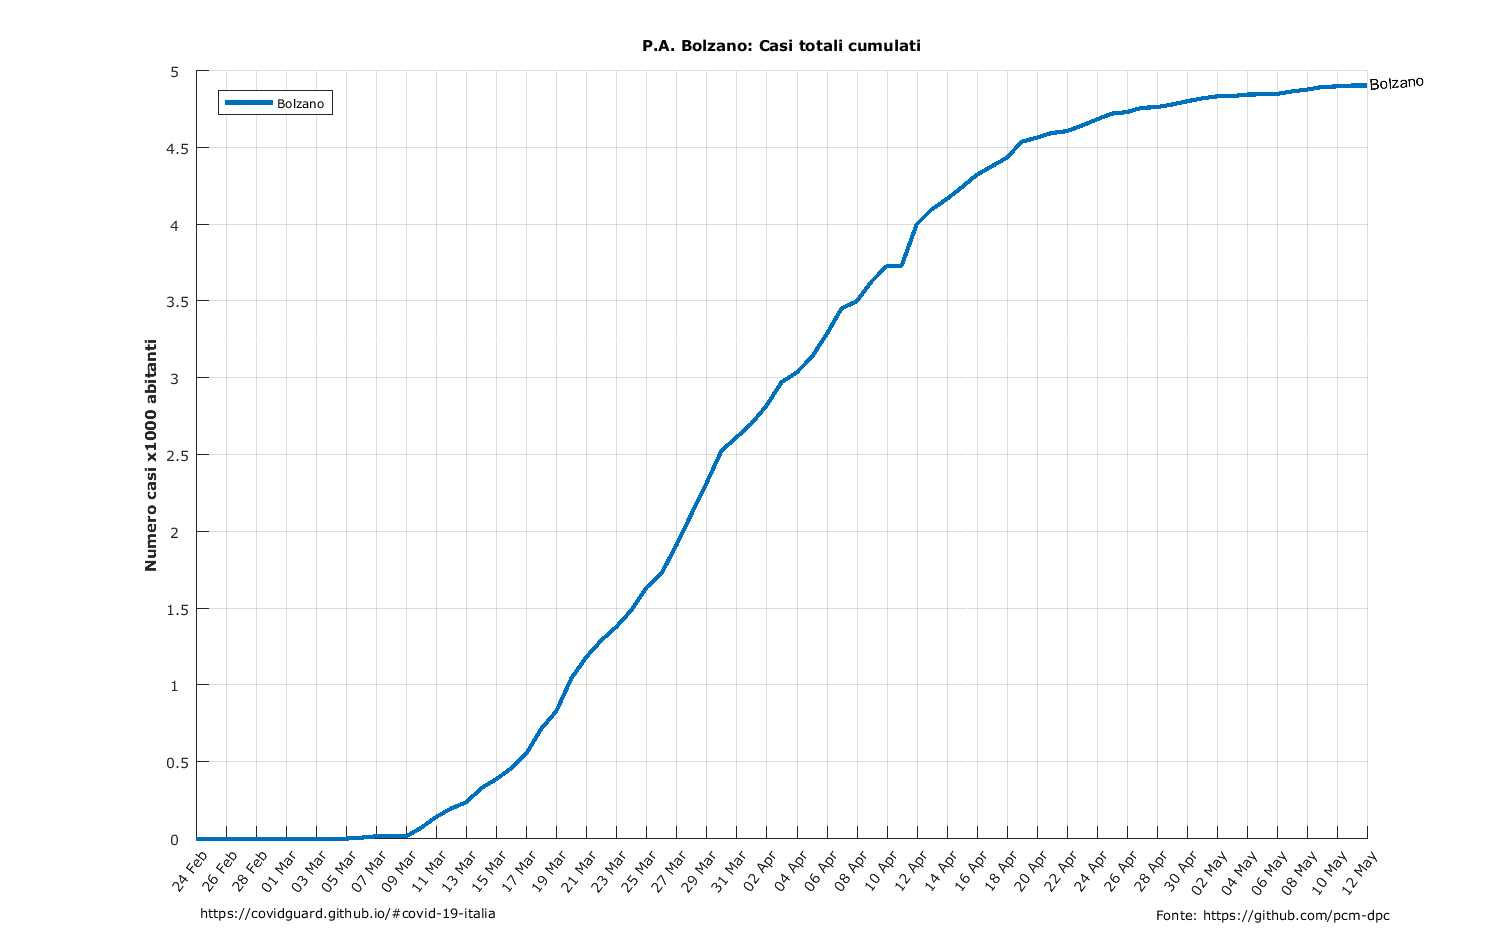 P.A. Bolzano: Casi totali cumulati
Bolzano
Bolzano
Numero casi x1000 abitanti
5
4.5
4
3.5
3
2.5
2
1.5
1
0.5
0
24 Feb
26 Feb
28 Feb
01 Mar
03 Mar
05 Mar
07 Mar
09 Mar
11 Mar
13 Mar
15 Mar
17 Mar
19 Mar
21 Mar
23 Mar
25 Mar
27 Mar
29 Mar
31 Mar
02 Apr
04 Apr
06 Apr
08 Apr
10 Apr
12 Apr
14 Apr
16 Apr
18 Apr
20 Apr
22 Apr
24 Apr
26 Apr
28 Apr
30 Apr
02 May
04 May
06 May
08 May
10 May
12 May
https://covidguard.github.io/#covid-19-italia
Fonte: https://github.com/pcm-dpc